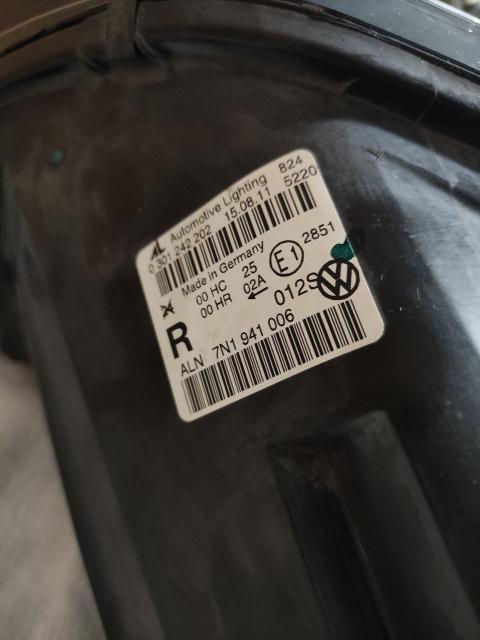 AL Automotive Lighting 824
0 301 242 202 15.08.11 5220
Made in Germany
00 HC 25 E1 2851
00 HR 02A ← 0129
R
ALN 7N1 941 006